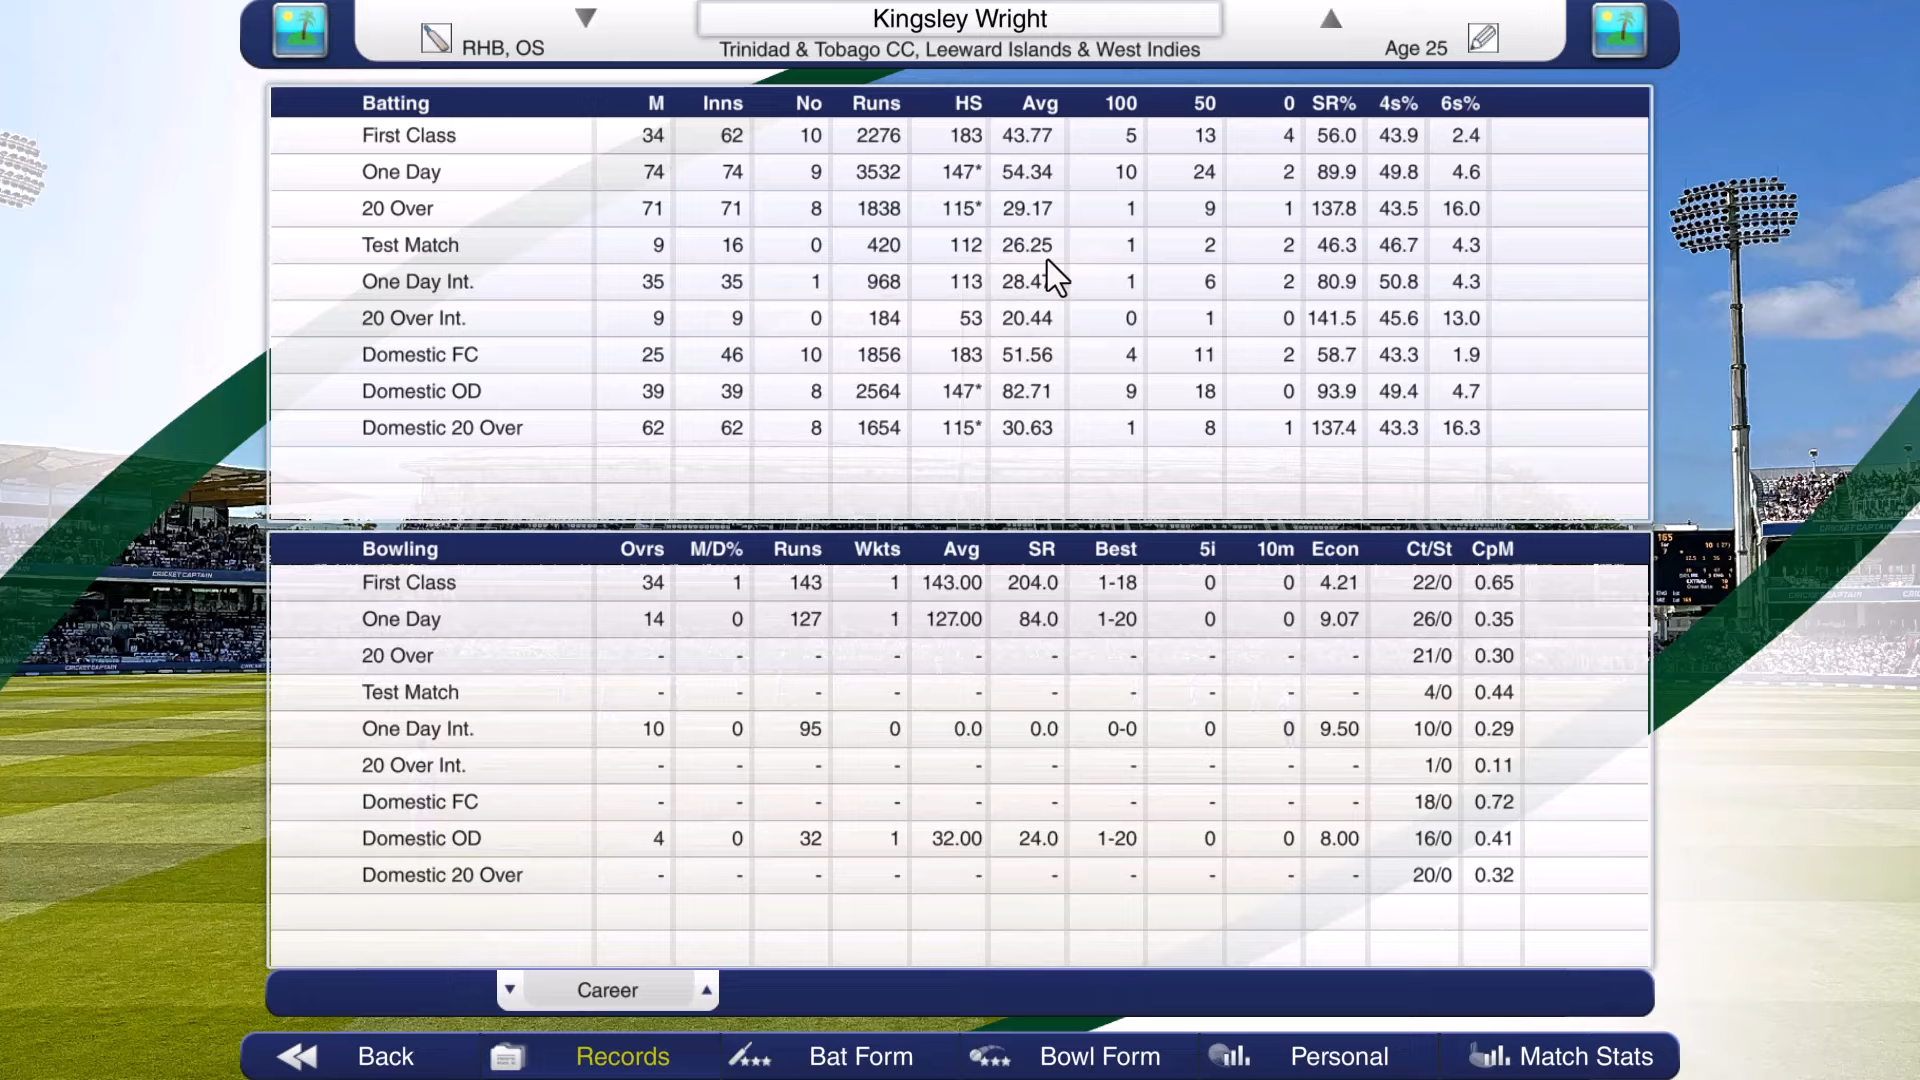 Kingsley Wright
RHB, OS
Trinidad & Tobago CC, Leeward Islands & West Indies
Age 25
Batting M Inns No Runs HS Avg 100 50 0 SR% 4s% 6s%
First Class 34 62 10 2276 183 43.77 5 13 4 56.0 43.9 2.4
One Day 74 74 9 3532 147* 54.34 10 24 2 89.9 49.8 4.6
20 Over 71 71 8 1838 115* 29.17 1 9 1 137.8 43.5 16.0
Test Match 9 16 0 420 112 26.25 1 2 2 46.3 46.7 4.3
One Day Int. 35 35 1 968 113 1 6 2 80.9 50.8 4.3
20 Over Int. 9 9 0 184 53 20.44 0 1 0 141.5 45.6 13.0
Domestic FC 25 46 10 1856 183 51.56 4 11 2 58.7 43.3 1.9
Domestic OD 39 39 8 2564 147* 82.71 9 18 0 93.9 49.4 4.7
Domestic 20 Over 62 62 8 1654 115* 30.63 1 8 1 137.4 43.3 16.3
Bowling Ovrs M/D% Runs Wkts Avg SR Best 5i 10m Econ Ct/St CpM
First Class 34 1 143 1 143.00 204.0 1-18 0 0 4.21 22/0 0.65
One Day 14 0 127 1 127.00 84.0 1-20 0 0 9.07 26/0 0.35
20 Over - - - - - - - - - - 21/0 0.30
Test Match - - - - - - - - - - 4/0 0.44
One Day Int. 10 0 95 0 0.0 0.0 0-0 0 0 9.50 10/0 0.29
20 Over Int. - - - - - - - - - - 1/0 0.11
Domestic FC - - - - - - - - - - 18/0 0.72
Domestic OD 4 0 32 1 32.00 24.0 1-20 0 0 8.00 16/0 0.41
Domestic 20 Over - - - - - - - - - - 20/0 0.32
CRICKET CAPTAIN
CRICKET CAPTAIN
165
Career
Back Records Bat Form Bowl Form Personal Match Stats